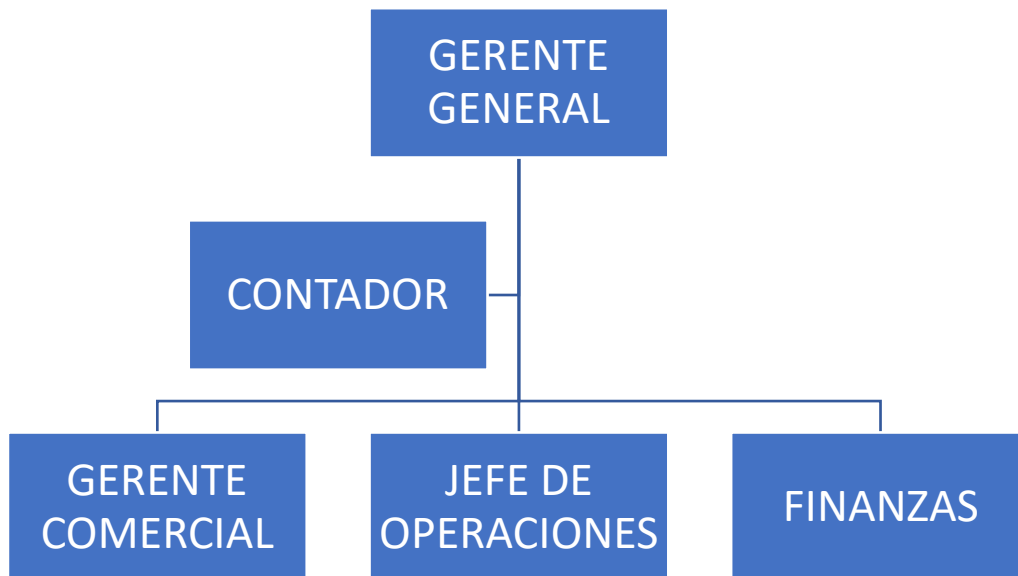 GERENTE
GENERAL
CONTADOR
GERENTE
COMERCIAL
JEFE DE
OPERACIONES
FINANZAS